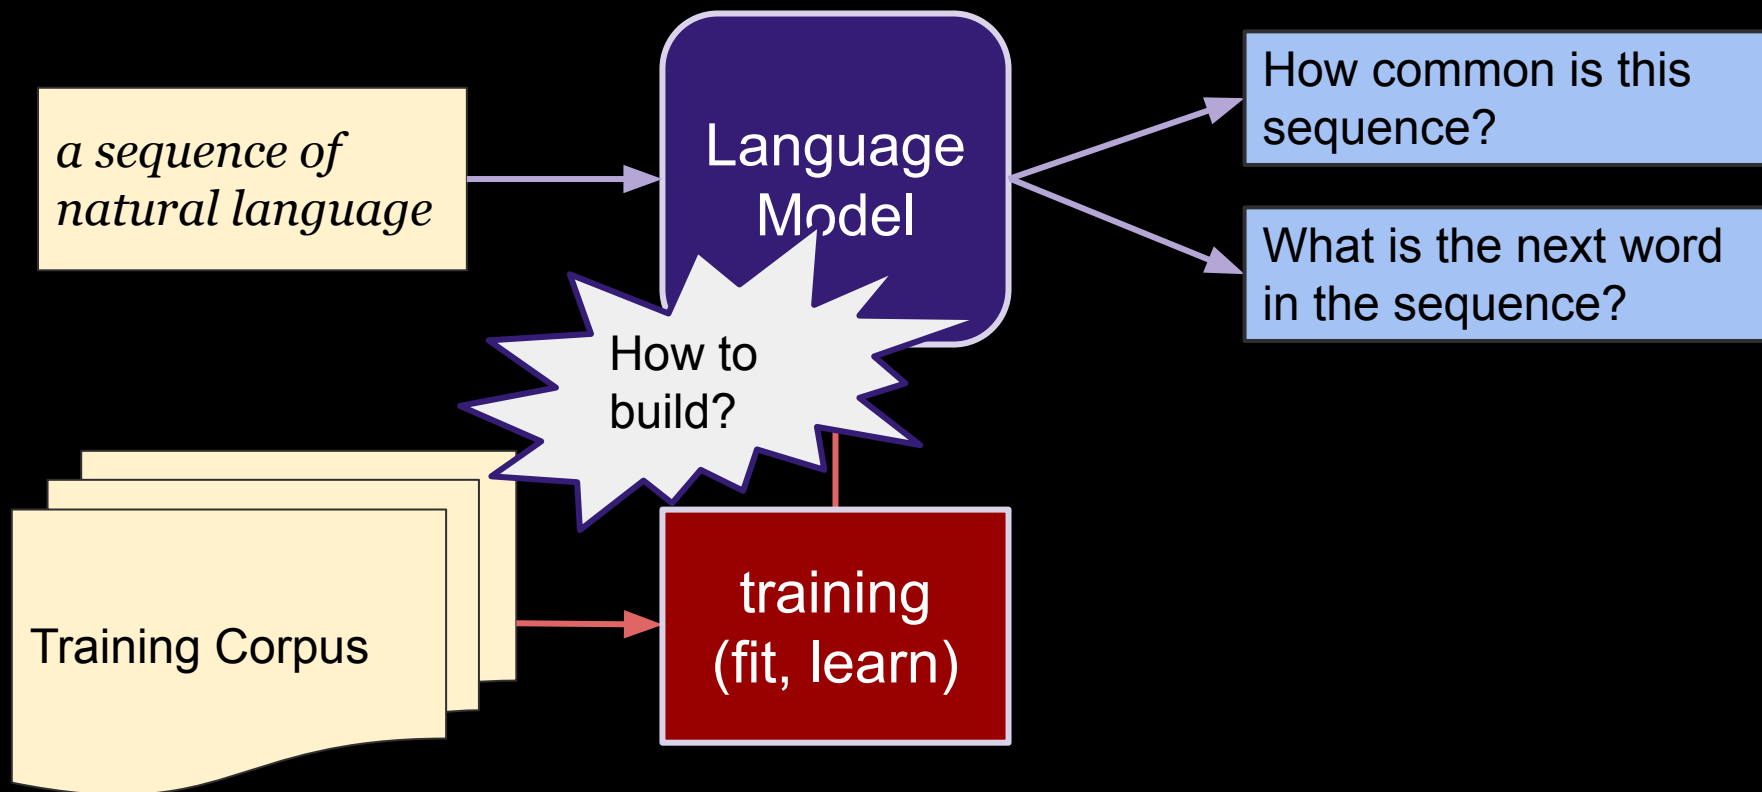 a sequence of
natural language
Language
Model
How common is this
sequence?
What is the next word
in the sequence?
How to
build?
Training Corpus
training
(fit, learn)